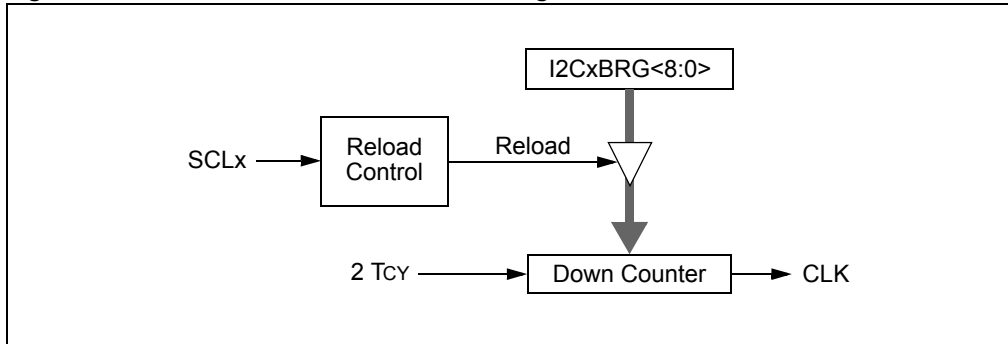 I2CxBRG<8:0>
SCLx
Reload
Control
Reload
2 TCY
Down Counter
CLK